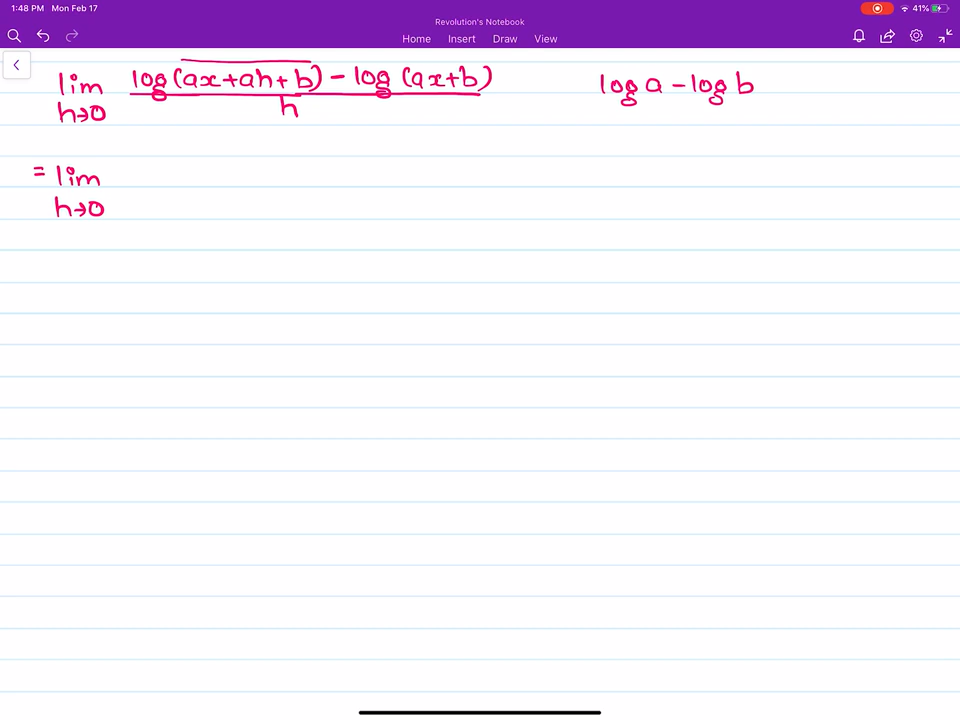 1:48 PM Mon Feb 17
41%
Revolution's Notebook
Home Insert Draw View
lim log(ax+ah+b) - log(ax+b) log a - log b
h→0 h
= lim
h→0